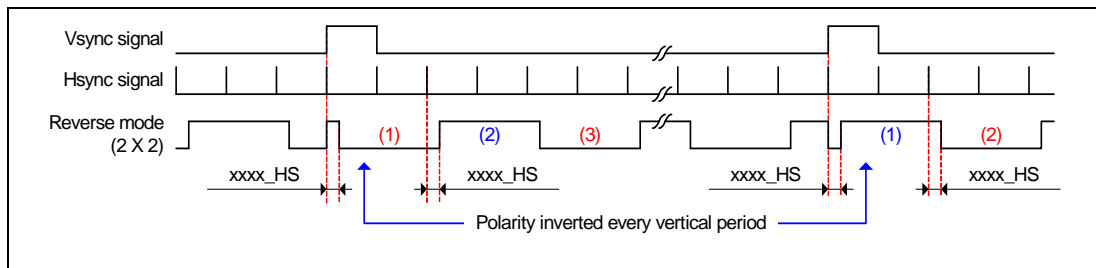 Vsync signal
Hsync signal
Reverse mode
(2 X 2)
(1)
(2)
(3)
(1)
(2)
xxxx_HS
xxxx_HS
xxxx_HS
xxxx_HS
Polarity inverted every vertical period